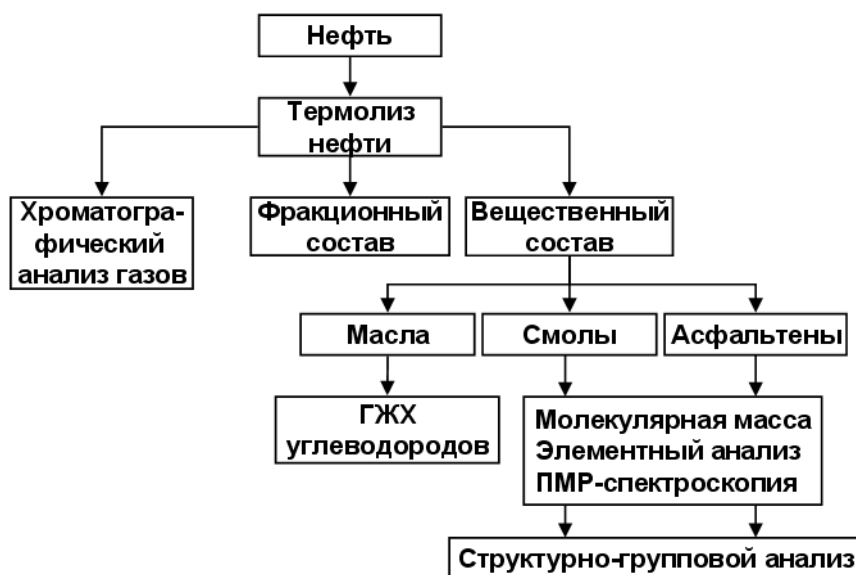 Нефть
Термолиз
нефти
Хроматогра-
фический
анализ газов
Фракционный
состав
Вещественный
состав
Масла
Смолы
Асфальтены
ГЖХ
углеводородов
Молекулярная масса
Элементный анализ
ПМР-спектроскопия
Структурно-групповой анализ